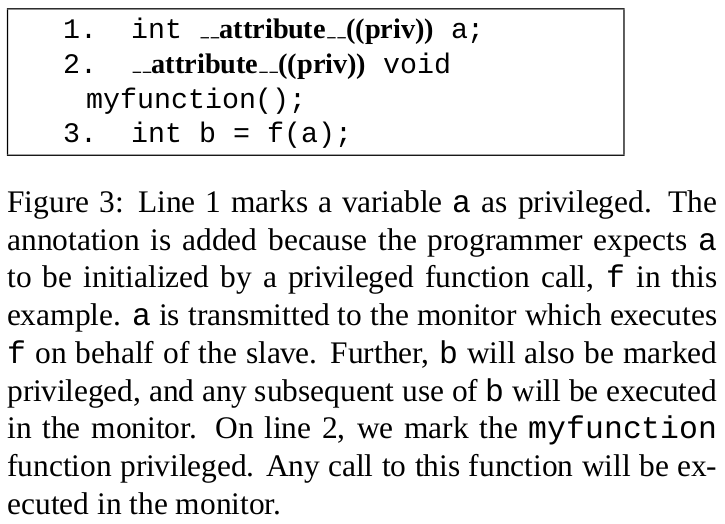 1. int __attribute__((priv)) a;
2. __attribute__((priv)) void
myfunction();
3. int b = f(a);
Figure 3: Line 1 marks a variable a as privileged. The
annotation is added because the programmer expects a
to be initialized by a privileged function call, f in this
example. a is transmitted to the monitor which executes
f on behalf of the slave. Further, b will also be marked
privileged, and any subsequent use of b will be executed
in the monitor. On line 2, we mark the myfunction
function privileged. Any call to this function will be ex-
ecuted in the monitor.